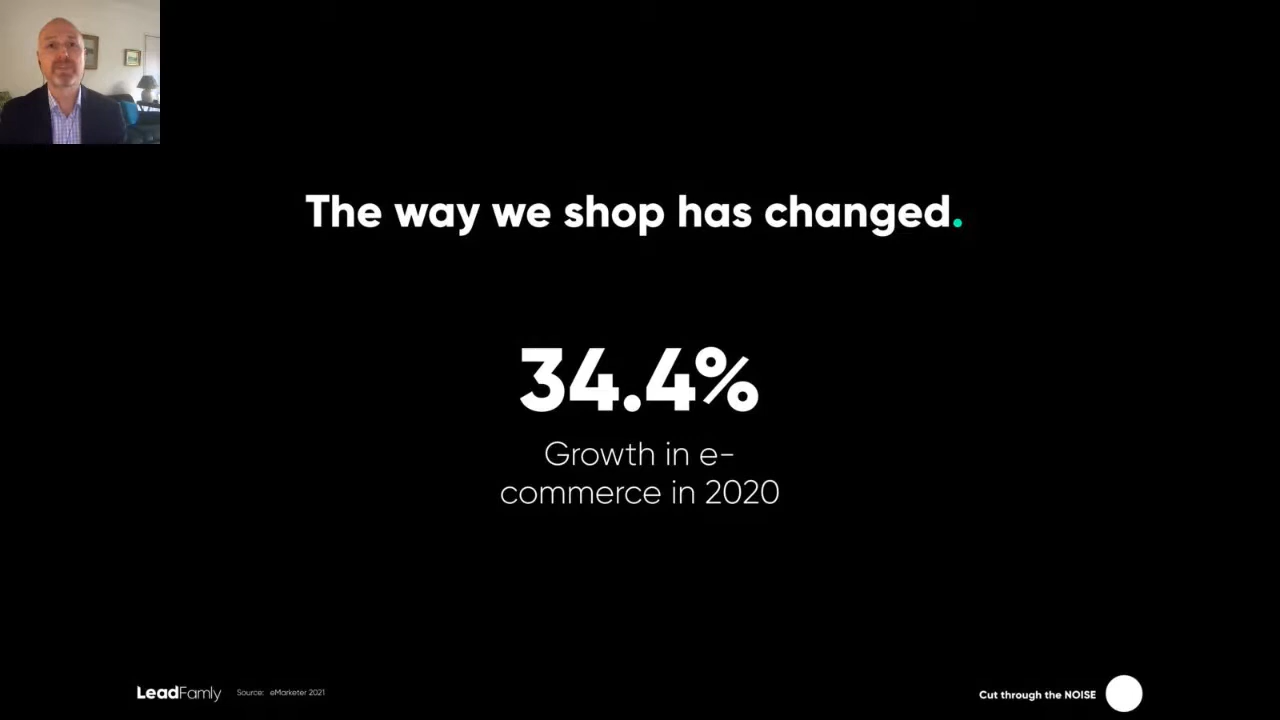 The way we shop has changed.
34.4%
Growth in e-
commerce in 2020
LeadFamly
Source: eMarketer 2021
Cut through the NOISE